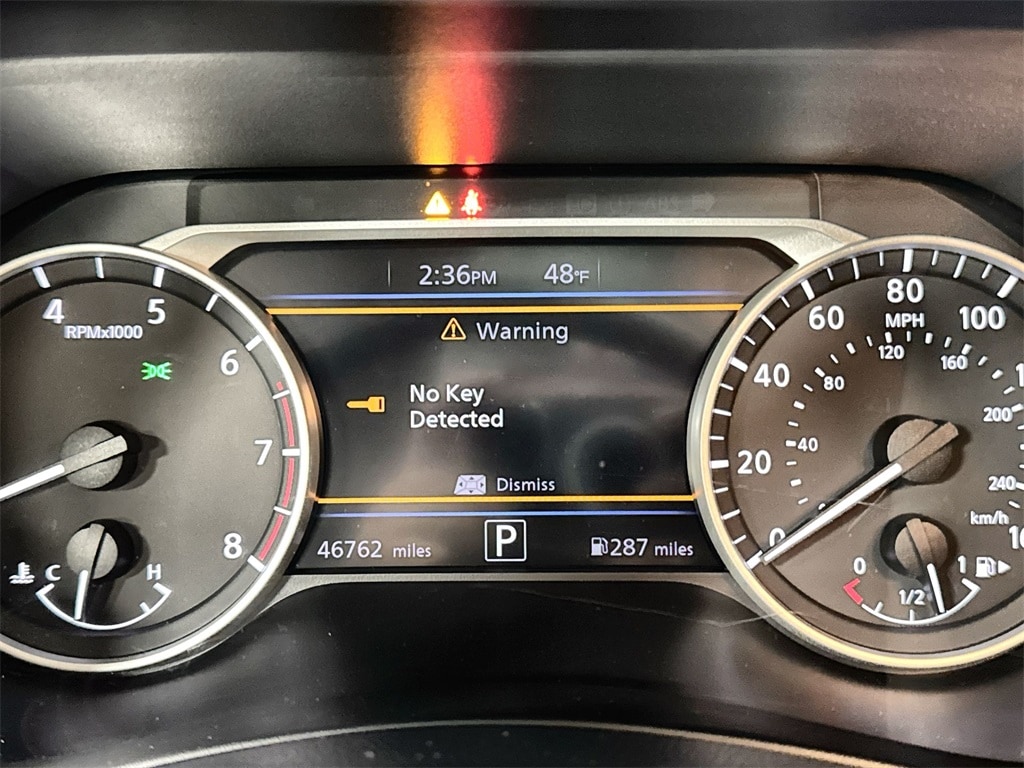 2:36PM 48°F
Warning
No Key
Detected
Dismiss
46762 miles
P
287 miles
4 5 6 7 8
RPMx1000
C H
0 20 40 60 80 100
MPH
40 80 120 160 200 240
km/h
0 1/2 1